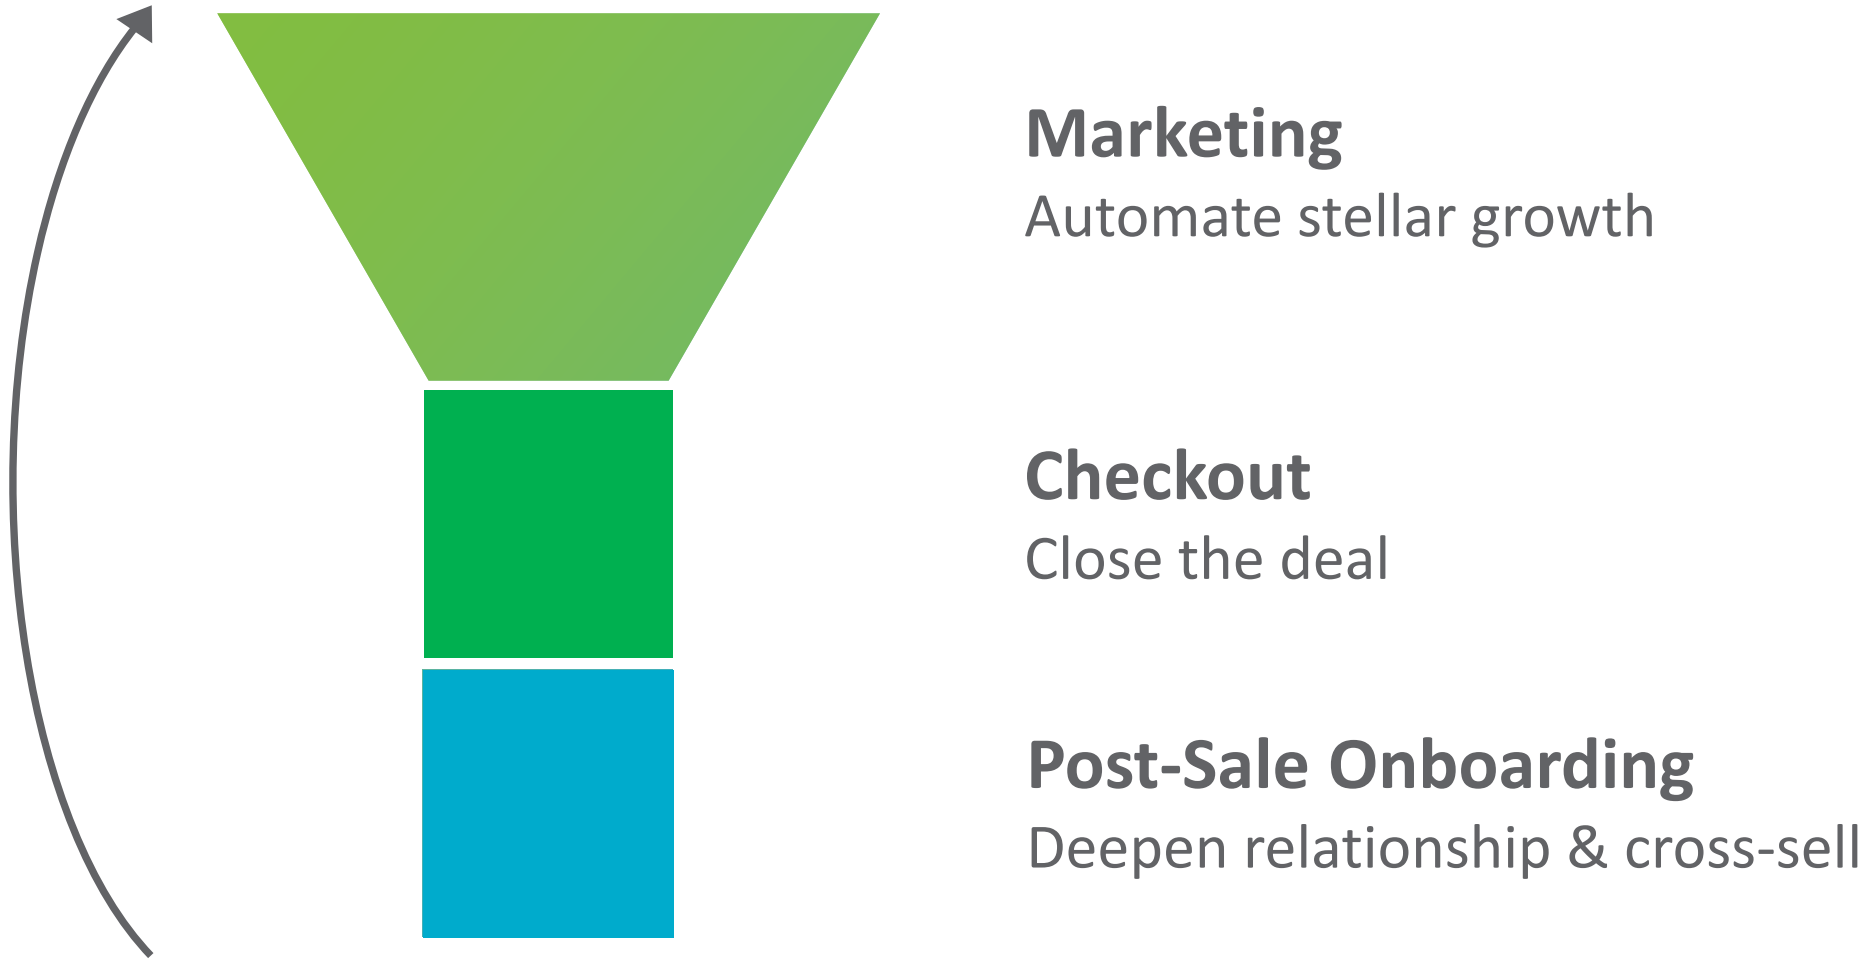 Marketing
Automate stellar growth
Checkout
Close the deal
Post-Sale Onboarding
Deepen relationship & cross-sell